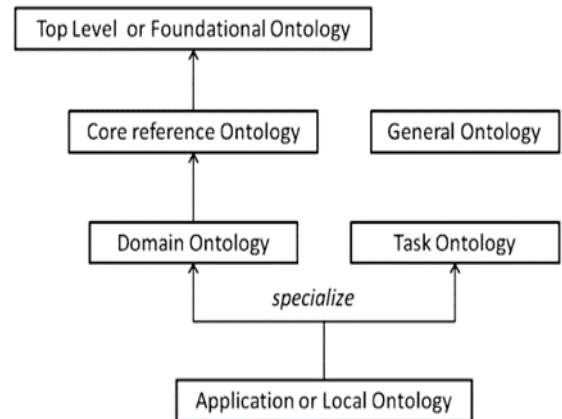 Top Level or Foundational Ontology
Core reference Ontology
General Ontology
Domain Ontology
Task Ontology
specialize
Application or Local Ontology